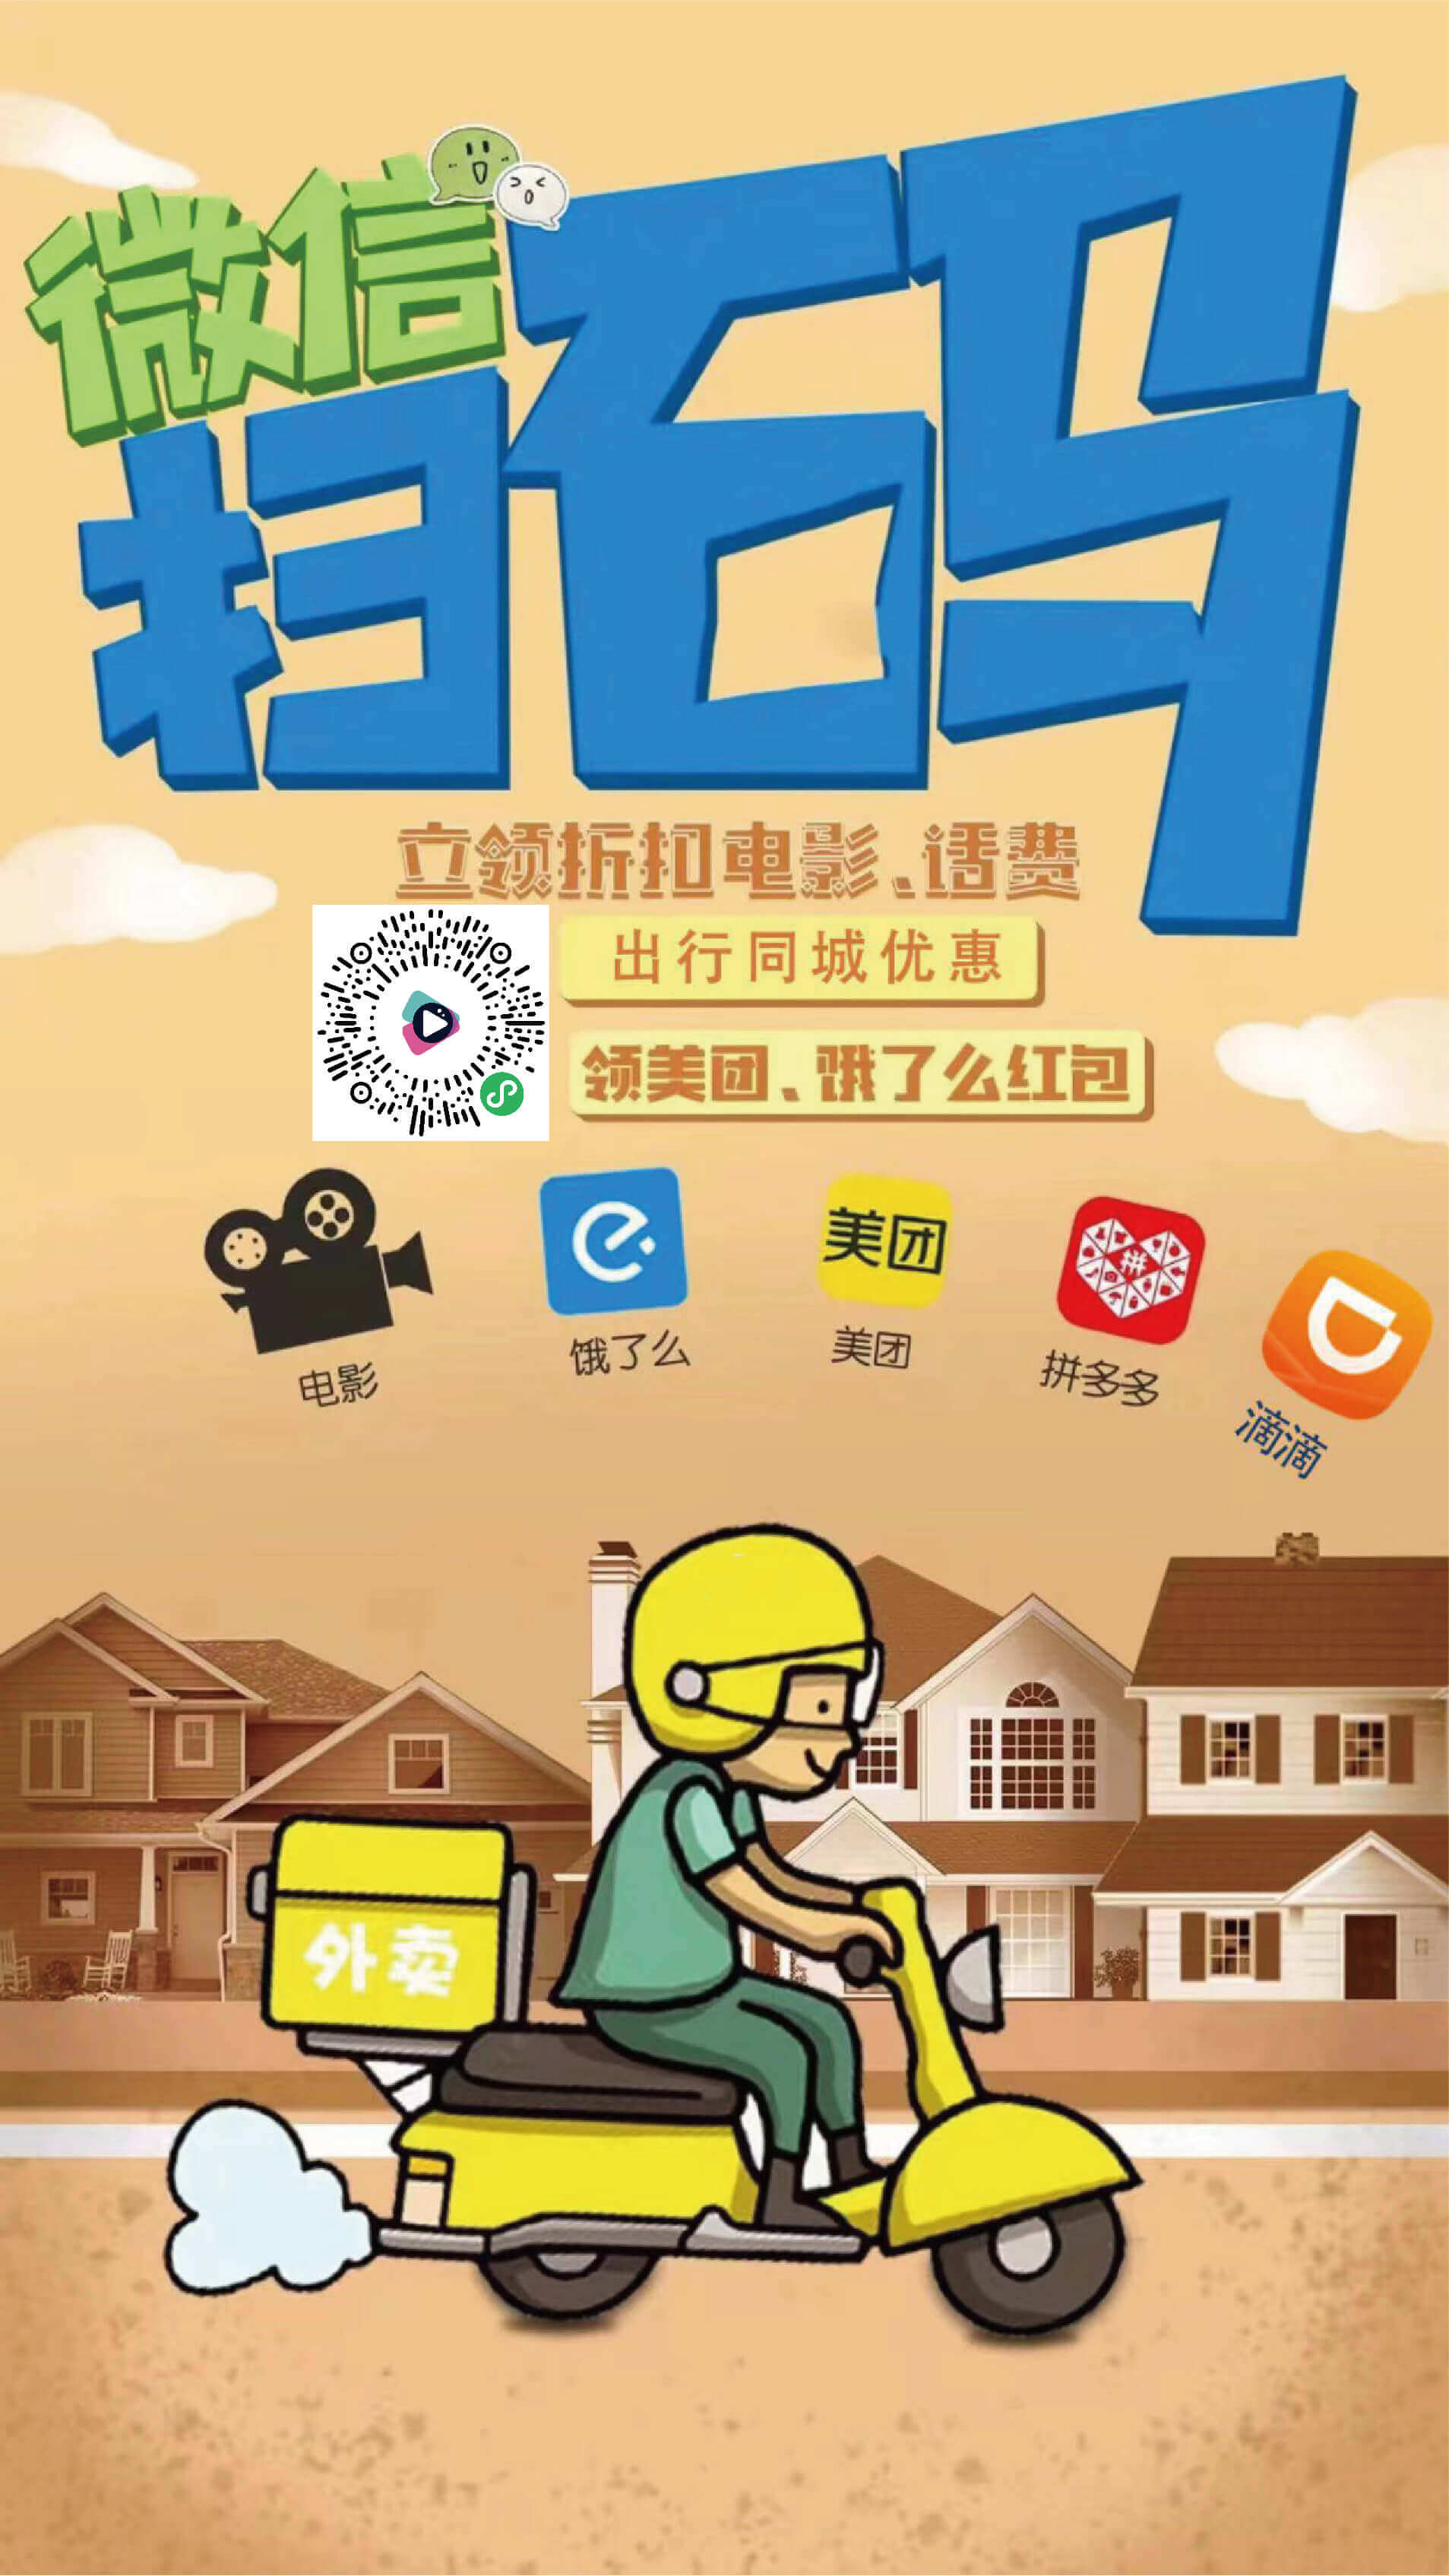 微信
扫码
立领折扣电影、话费
出行同城优惠
领美团、饿了么红包
美团
拼
电影
饿了么
美团
拼多多
滴滴
外卖